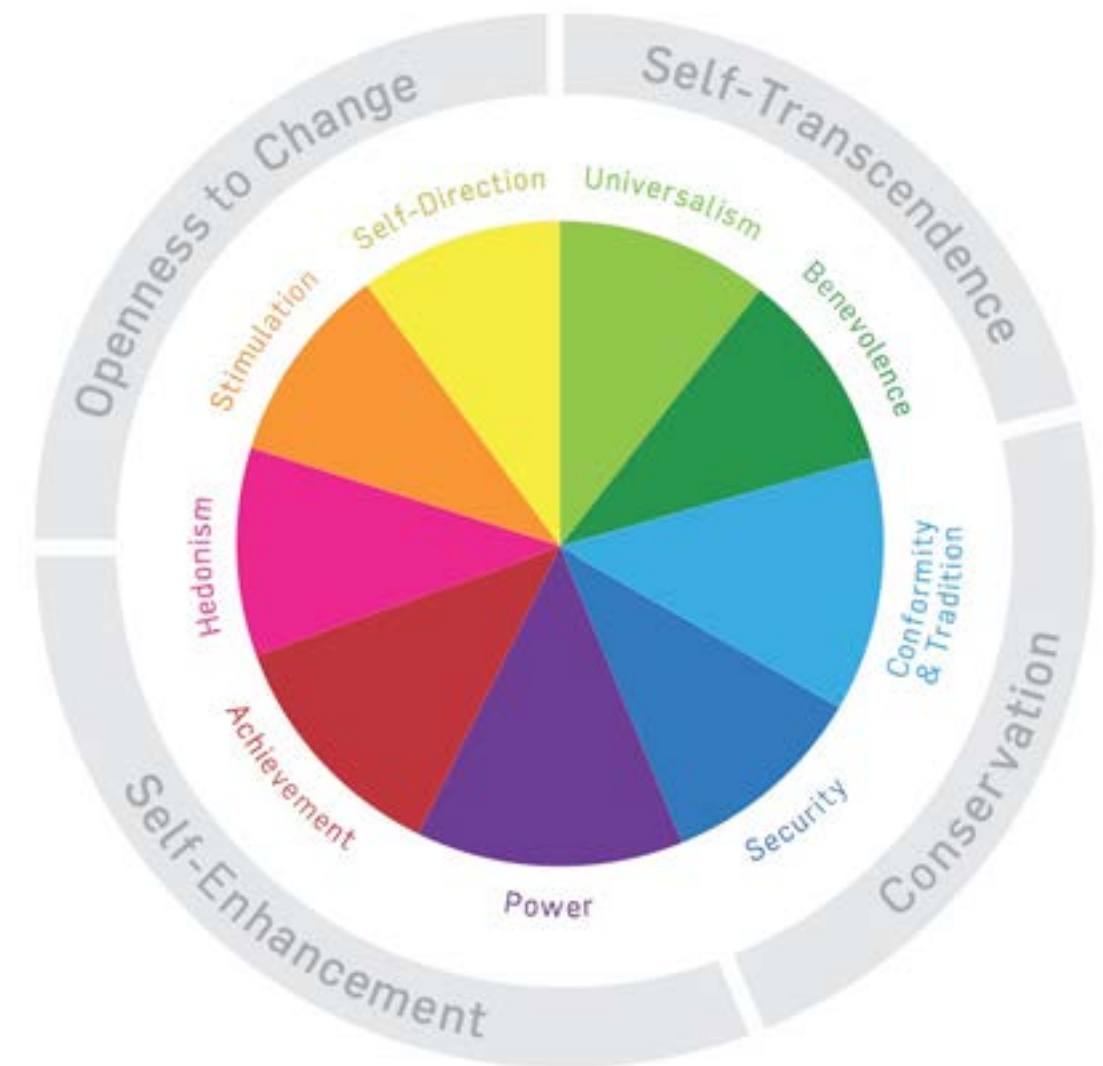 Openness to Change
Self-Transcendence
Self-Direction
Universalism
Stimulation
Benevolence
Hedonism
Conformity
& Tradition
Achievement
Security
Power
Self-Enhancement
Conservation